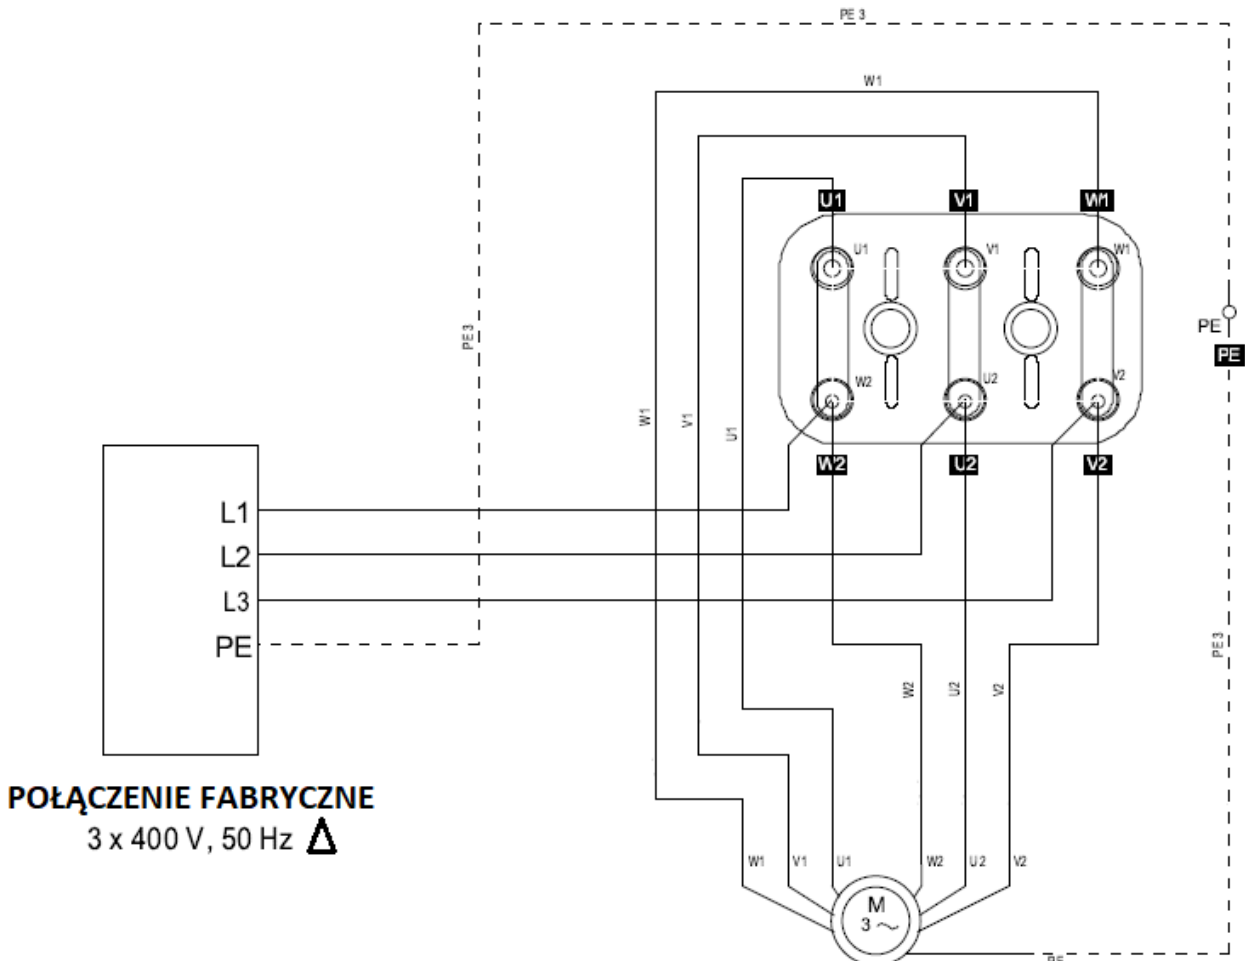 PE 3
W1
U1
V1
W1
U1
V1
W1
PE
PE
PE 3
W2
U2
V2
W1
V1
U1
W2
U2
V2
L1
L2
L3
PE
PE 3
W2
U2
V2
POŁĄCZENIE FABRYCZNE
3 x 400 V, 50 Hz Δ
W1
V1
U1
W2
U2
V2
M
3 ~
PE